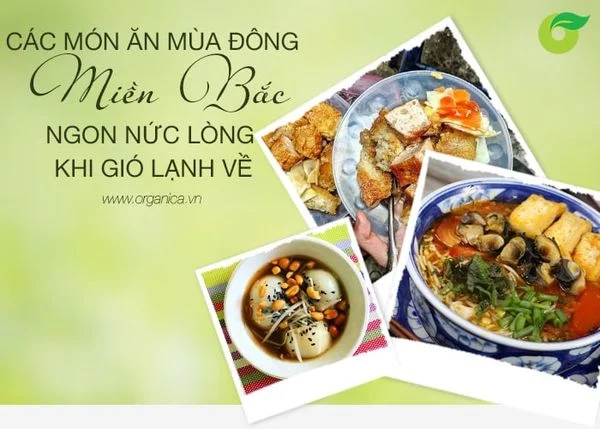 CÁC MÓN ĂN MÙA ĐÔNG
Miền Bắc
NGON NỨC LÒNG
KHI GIÓ LẠNH VỀ
www.organica.vn